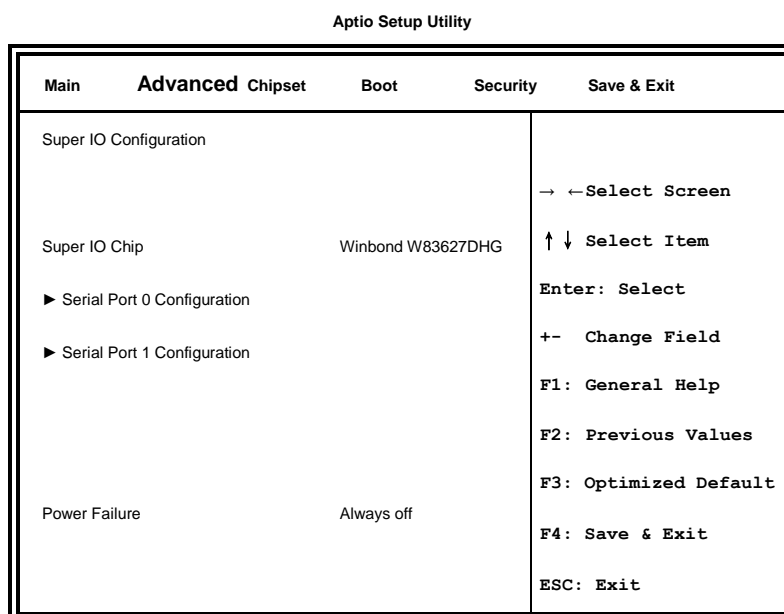 Aptio Setup Utility
Main Advanced Chipset Boot Security Save & Exit
Super IO Configuration
Super IO Chip Winbond W83627DHG
► Serial Port 0 Configuration
► Serial Port 1 Configuration
Power Failure Always off
→ ←Select Screen
↑↓ Select Item
Enter: Select
+- Change Field
F1: General Help
F2: Previous Values
F3: Optimized Default
F4: Save & Exit
ESC: Exit